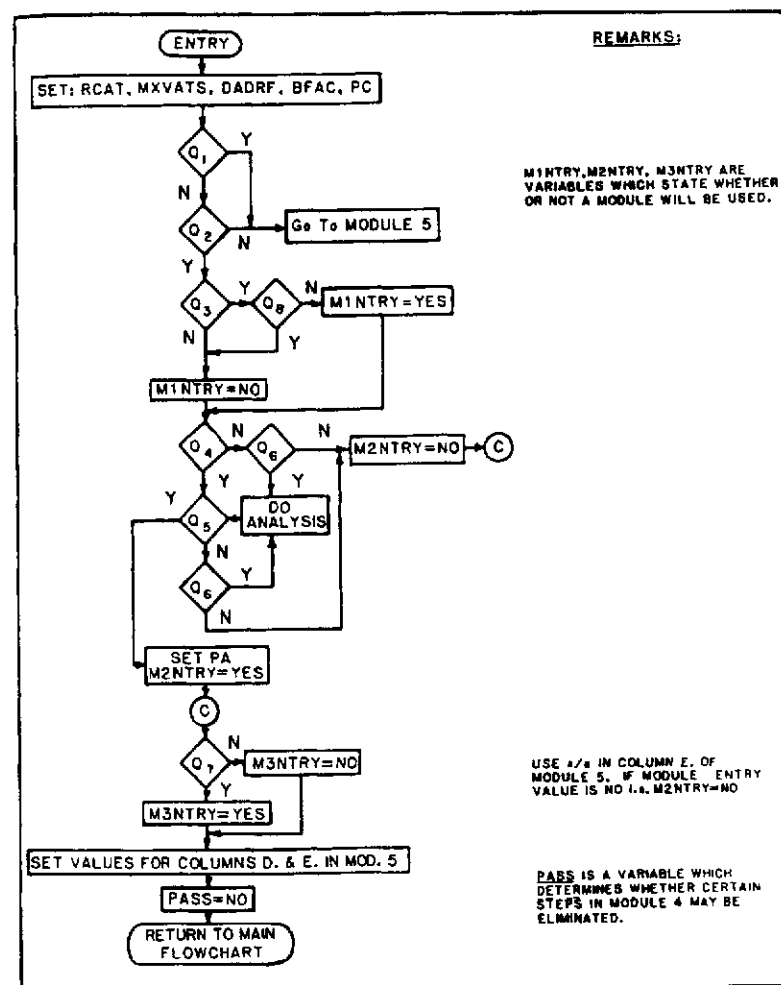 ENTRY
REMARKS:
SET: RCAT, MXVATS, DADRF, BFAC, PC
Q1
Y
N
M1NTRY,M2NTRY, M3NTRY ARE
VARIABLES WHICH STATE WHETHER
OR NOT A MODULE WILL BE USED.
Q2
N
Go To MODULE 5
Y
Q3
Y
Q8
N
M1NTRY=YES
N
Y
M1NTRY=NO
Q4
N
Q6
N
M2NTRY=NO
C
Y
Y
Y
Q5
DO
ANALYSIS
N
Q6
Y
N
SET PA
M2NTRY=YES
C
Q7
N
M3NTRY=NO
Y
M3NTRY=YES
USE a/a IN COLUMN E. OF
MODULE 5. IF MODULE ENTRY
VALUE IS NO i.e. M2NTRY=NO
SET VALUES FOR COLUMNS D. & E. IN MOD. 5
PASS=NO
PASS IS A VARIABLE WHICH
DETERMINES WHETHER CERTAIN
STEPS IN MODULE 4 MAY BE
ELIMINATED.
RETURN TO MAIN
FLOWCHART